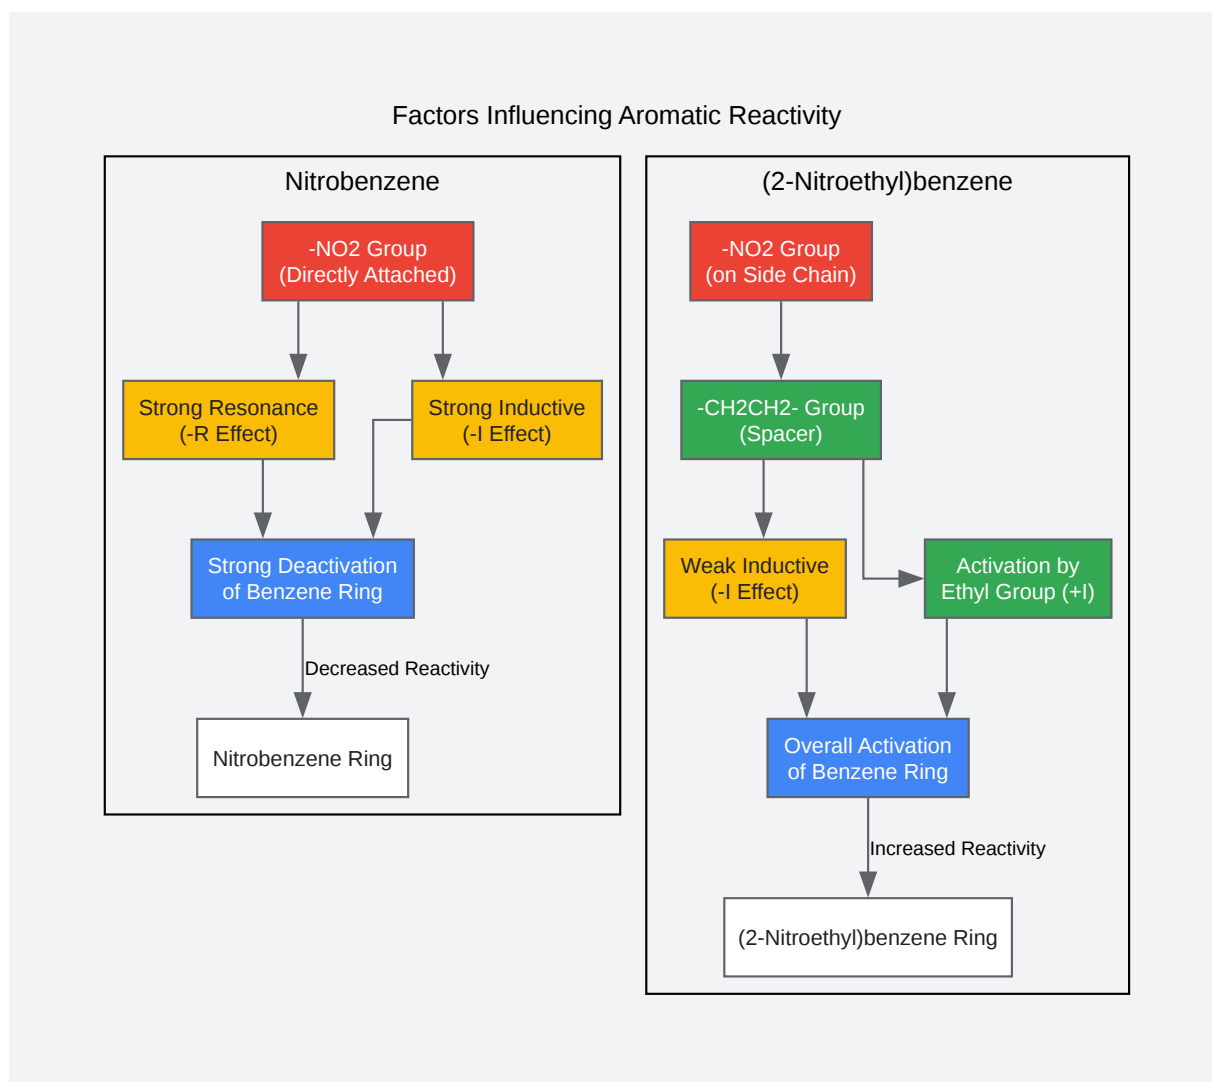 Factors Influencing Aromatic Reactivity
Nitrobenzene
-NO2 Group
(Directly Attached)
Strong Resonance
(-R Effect)
Strong Inductive
(-I Effect)
Strong Deactivation
of Benzene Ring
Decreased Reactivity
Nitrobenzene Ring
(2-Nitroethyl)benzene
-NO2 Group
(on Side Chain)
-CH2CH2- Group
(Spacer)
Weak Inductive
(-I Effect)
Activation by
Ethyl Group (+I)
Overall Activation
of Benzene Ring
Increased Reactivity
(2-Nitroethyl)benzene Ring